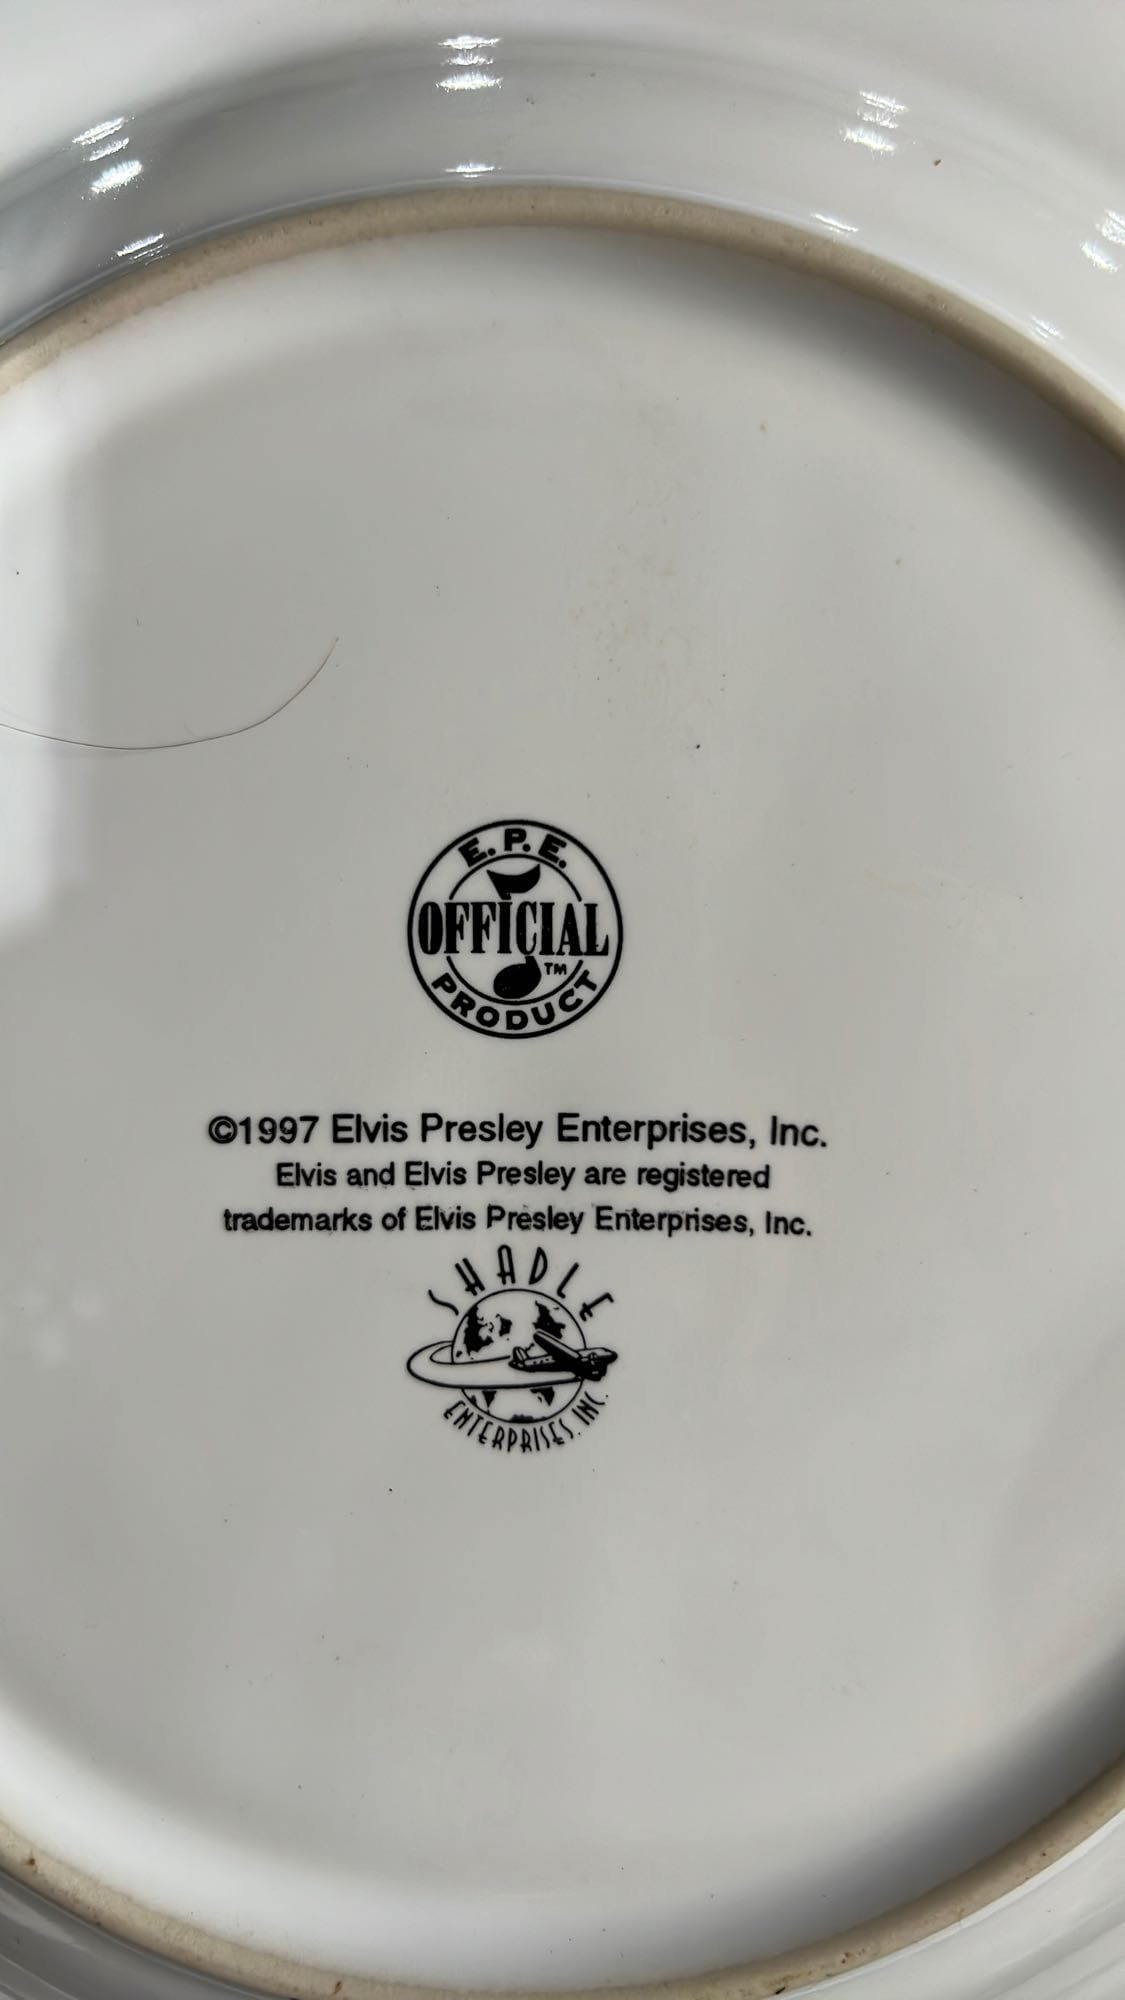 E. P. E.
OFFICIAL
TM
PRODUCT
©1997 Elvis Presley Enterprises, Inc.
Elvis and Elvis Presley are registered
trademarks of Elvis Presley Enterprises, Inc.
SHADLE
ENTERPRISES, INC.